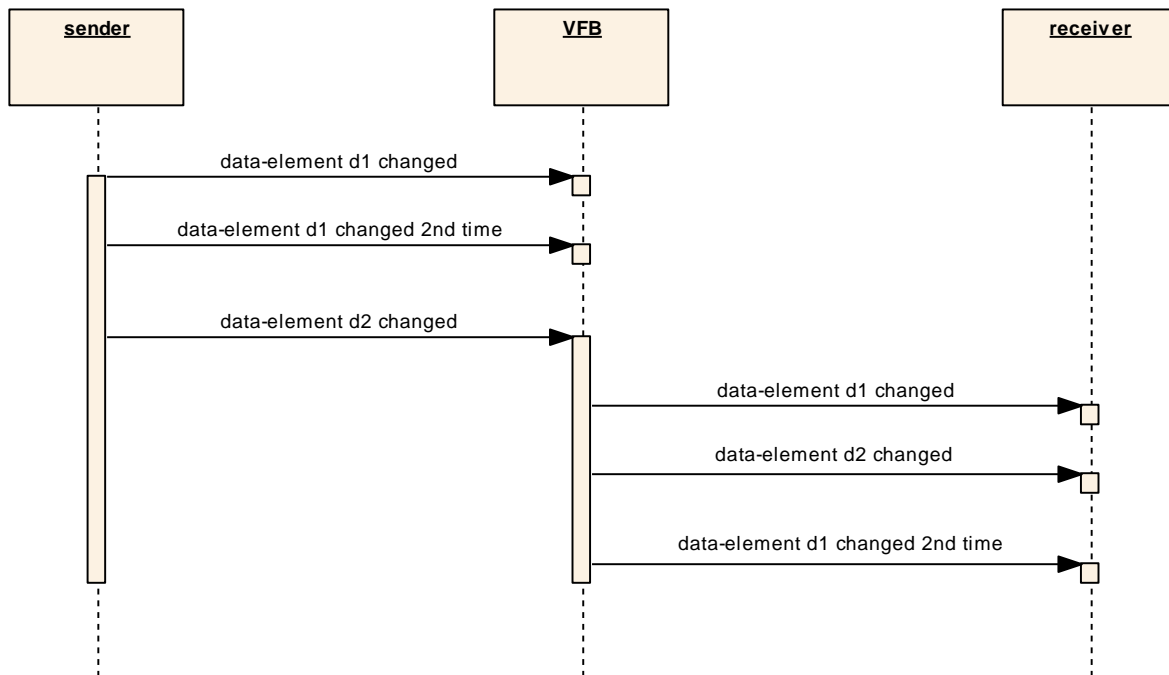 sender
VFB
receiver
data-element d1 changed
data-element d1 changed 2nd time
data-element d2 changed
data-element d1 changed
data-element d2 changed
data-element d1 changed 2nd time